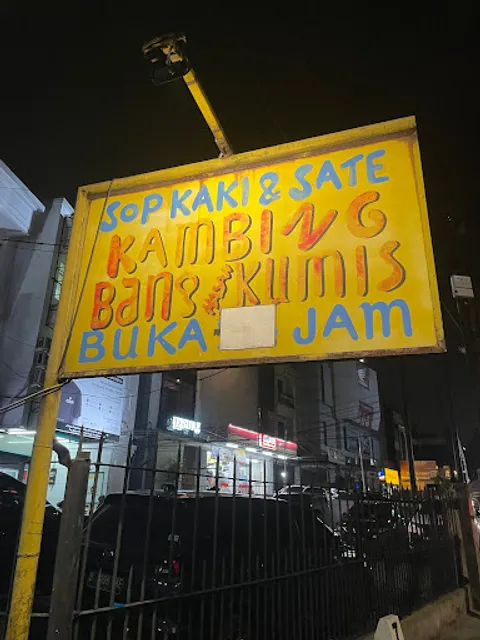 SOP KAKI & SATE
KAMBING
BANG KUMIS
BUKA JAM